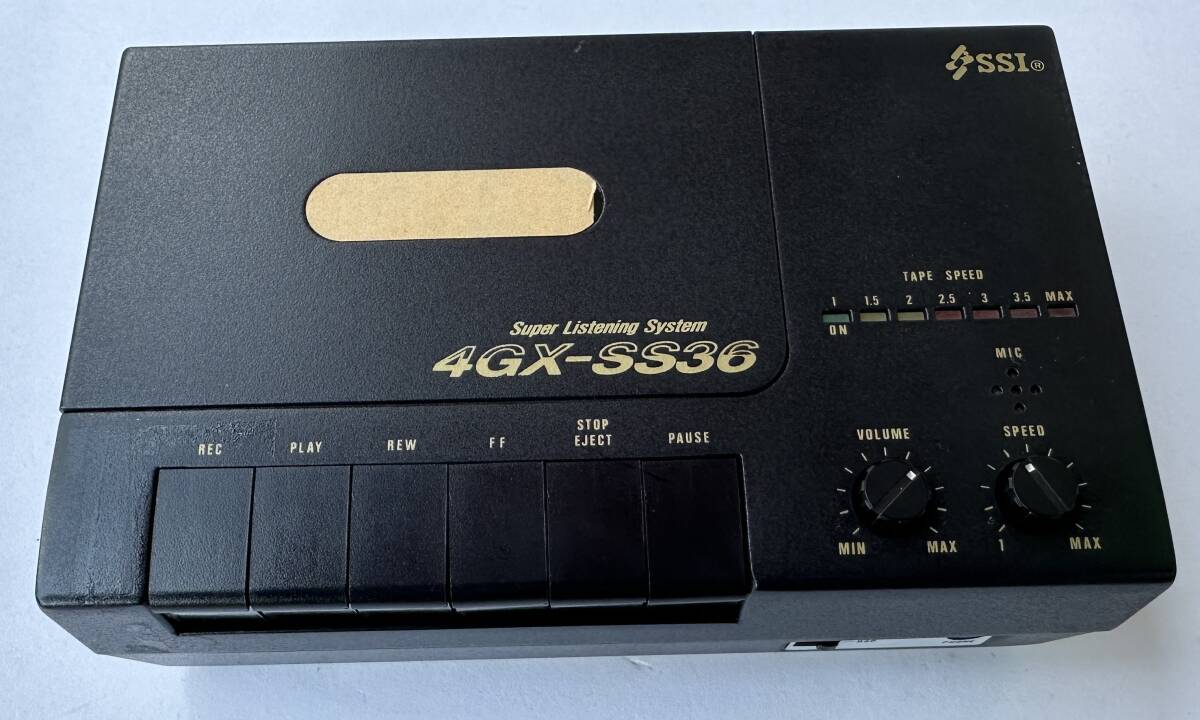 SSI®
TAPE SPEED
1 1.5 2 2.5 3 3.5 MAX
ON
Super Listening System
4GX-SS36
MIC
REC PLAY REW FF STOP EJECT PAUSE
VOLUME SPEED
MIN MAX 1 MAX